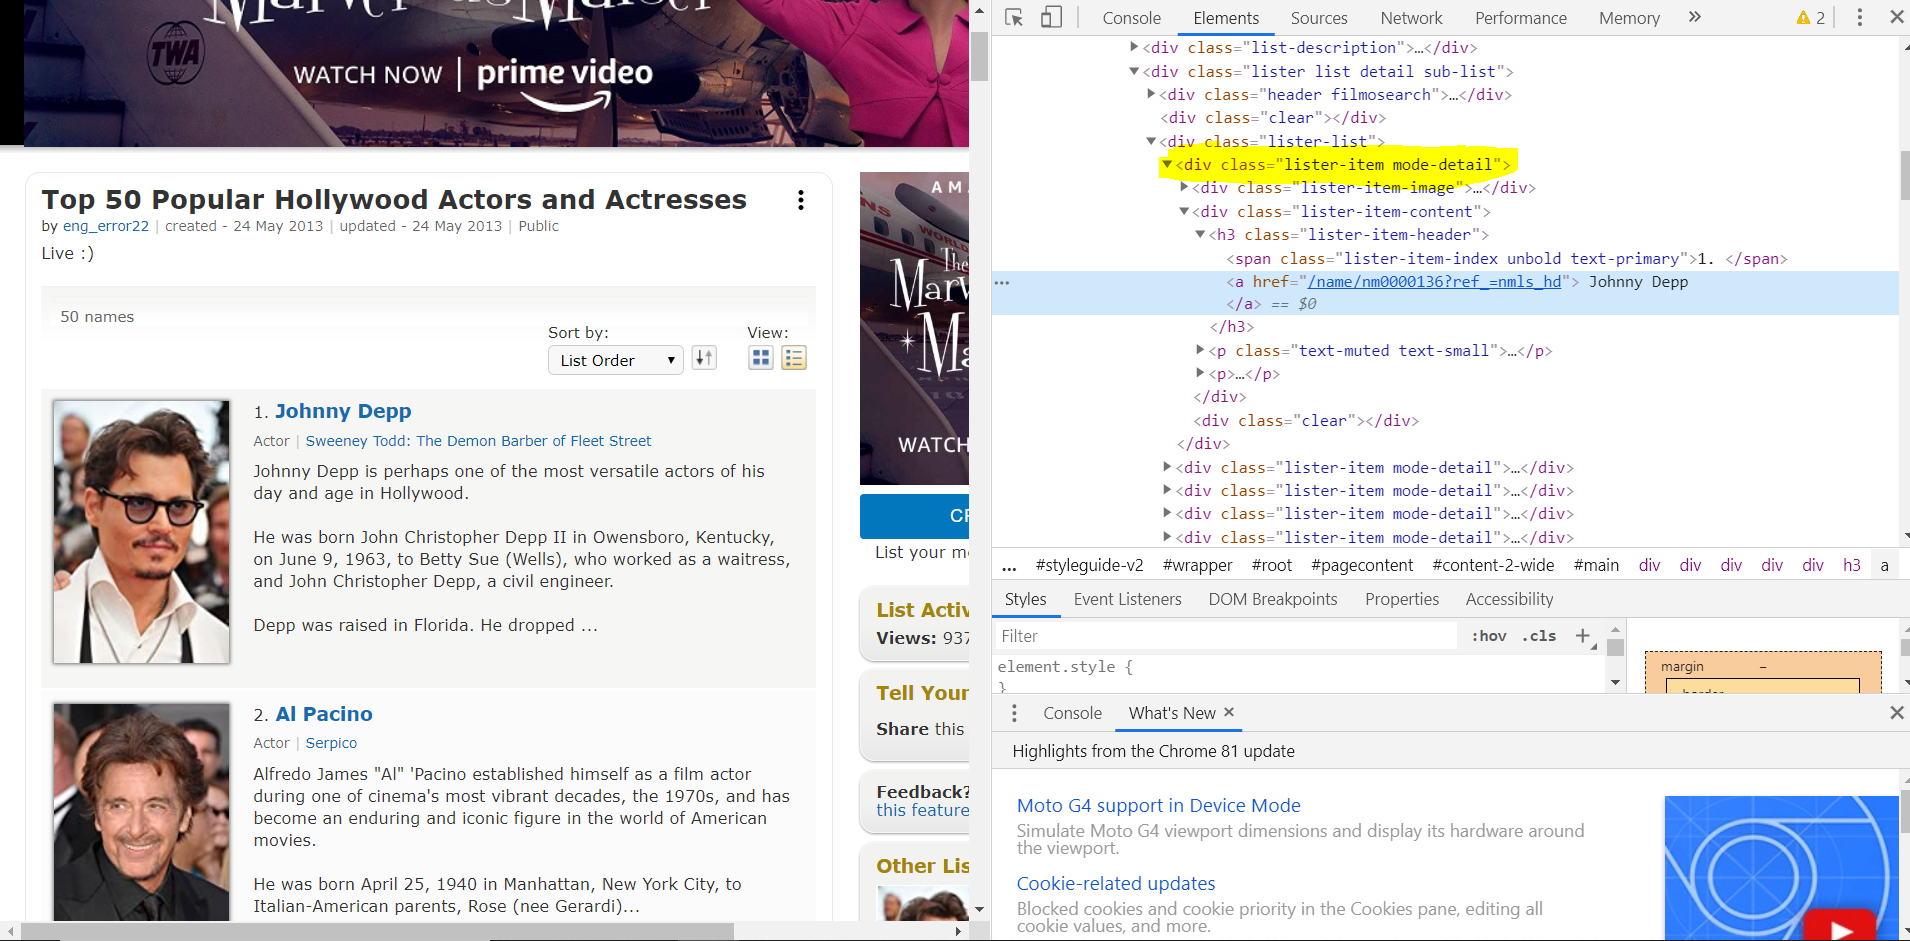 TWA
WATCH NOW | prime video
Top 50 Popular Hollywood Actors and Actresses
by eng_error22 | created - 24 May 2013 | updated - 24 May 2013 | Public
Live :)
50 names
Sort by:
View:
List Order
1. Johnny Depp
Actor | Sweeney Todd: The Demon Barber of Fleet Street
Johnny Depp is perhaps one of the most versatile actors of his
day and age in Hollywood.
He was born John Christopher Depp II in Owensboro, Kentucky,
on June 9, 1963, to Betty Sue (Wells), who worked as a waitress,
and John Christopher Depp, a civil engineer.
Depp was raised in Florida. He dropped ...
2. Al Pacino
Actor | Serpico
Alfredo James "Al" 'Pacino established himself as a film actor
during one of cinema's most vibrant decades, the 1970s, and has
become an enduring and iconic figure in the world of American
movies.
He was born April 25, 1940 in Manhattan, New York City, to
Italian-American parents, Rose (nee Gerardi)...
AM
The
Marv
Ma
WATCH
List your m
List Activ
Views: 937
Tell Your
Share this
Feedback?
this feature
Other Lis
Console Elements Sources Network Performance Memory » 2
<div class="list-description">…</div>
<div class="lister list detail sub-list">
<div class="header filmosearch">…</div>
<div class="clear"></div>
<div class="lister-list">
<div class="lister-item mode-detail">
<div class="lister-item-image">…</div>
<div class="lister-item-content">
<h3 class="lister-item-header">
<span class="lister-item-index unbold text-primary">1. </span>
<a href="/name/nm0000136?ref_=nmls_hd"> Johnny Depp
</a> == $0
</h3>
<p class="text-muted text-small">…</p>
<p>…</p>
</div>
<div class="clear"></div>
</div>
<div class="lister-item mode-detail">…</div>
<div class="lister-item mode-detail">…</div>
<div class="lister-item mode-detail">…</div>
<div class="lister-item mode-detail">…</div>
... #styleguide-v2 #wrapper #root #pagecontent #content-2-wide #main div div div div div h3 a
Styles Event Listeners DOM Breakpoints Properties Accessibility
Filter :hov .cls +
element.style {
}
margin –
Console What's New ×
Highlights from the Chrome 81 update
Moto G4 support in Device Mode
Simulate Moto G4 viewport dimensions and display its hardware around
the viewport.
Cookie-related updates
Blocked cookies and cookie priority in the Cookies pane, editing all
cookie values, and more.